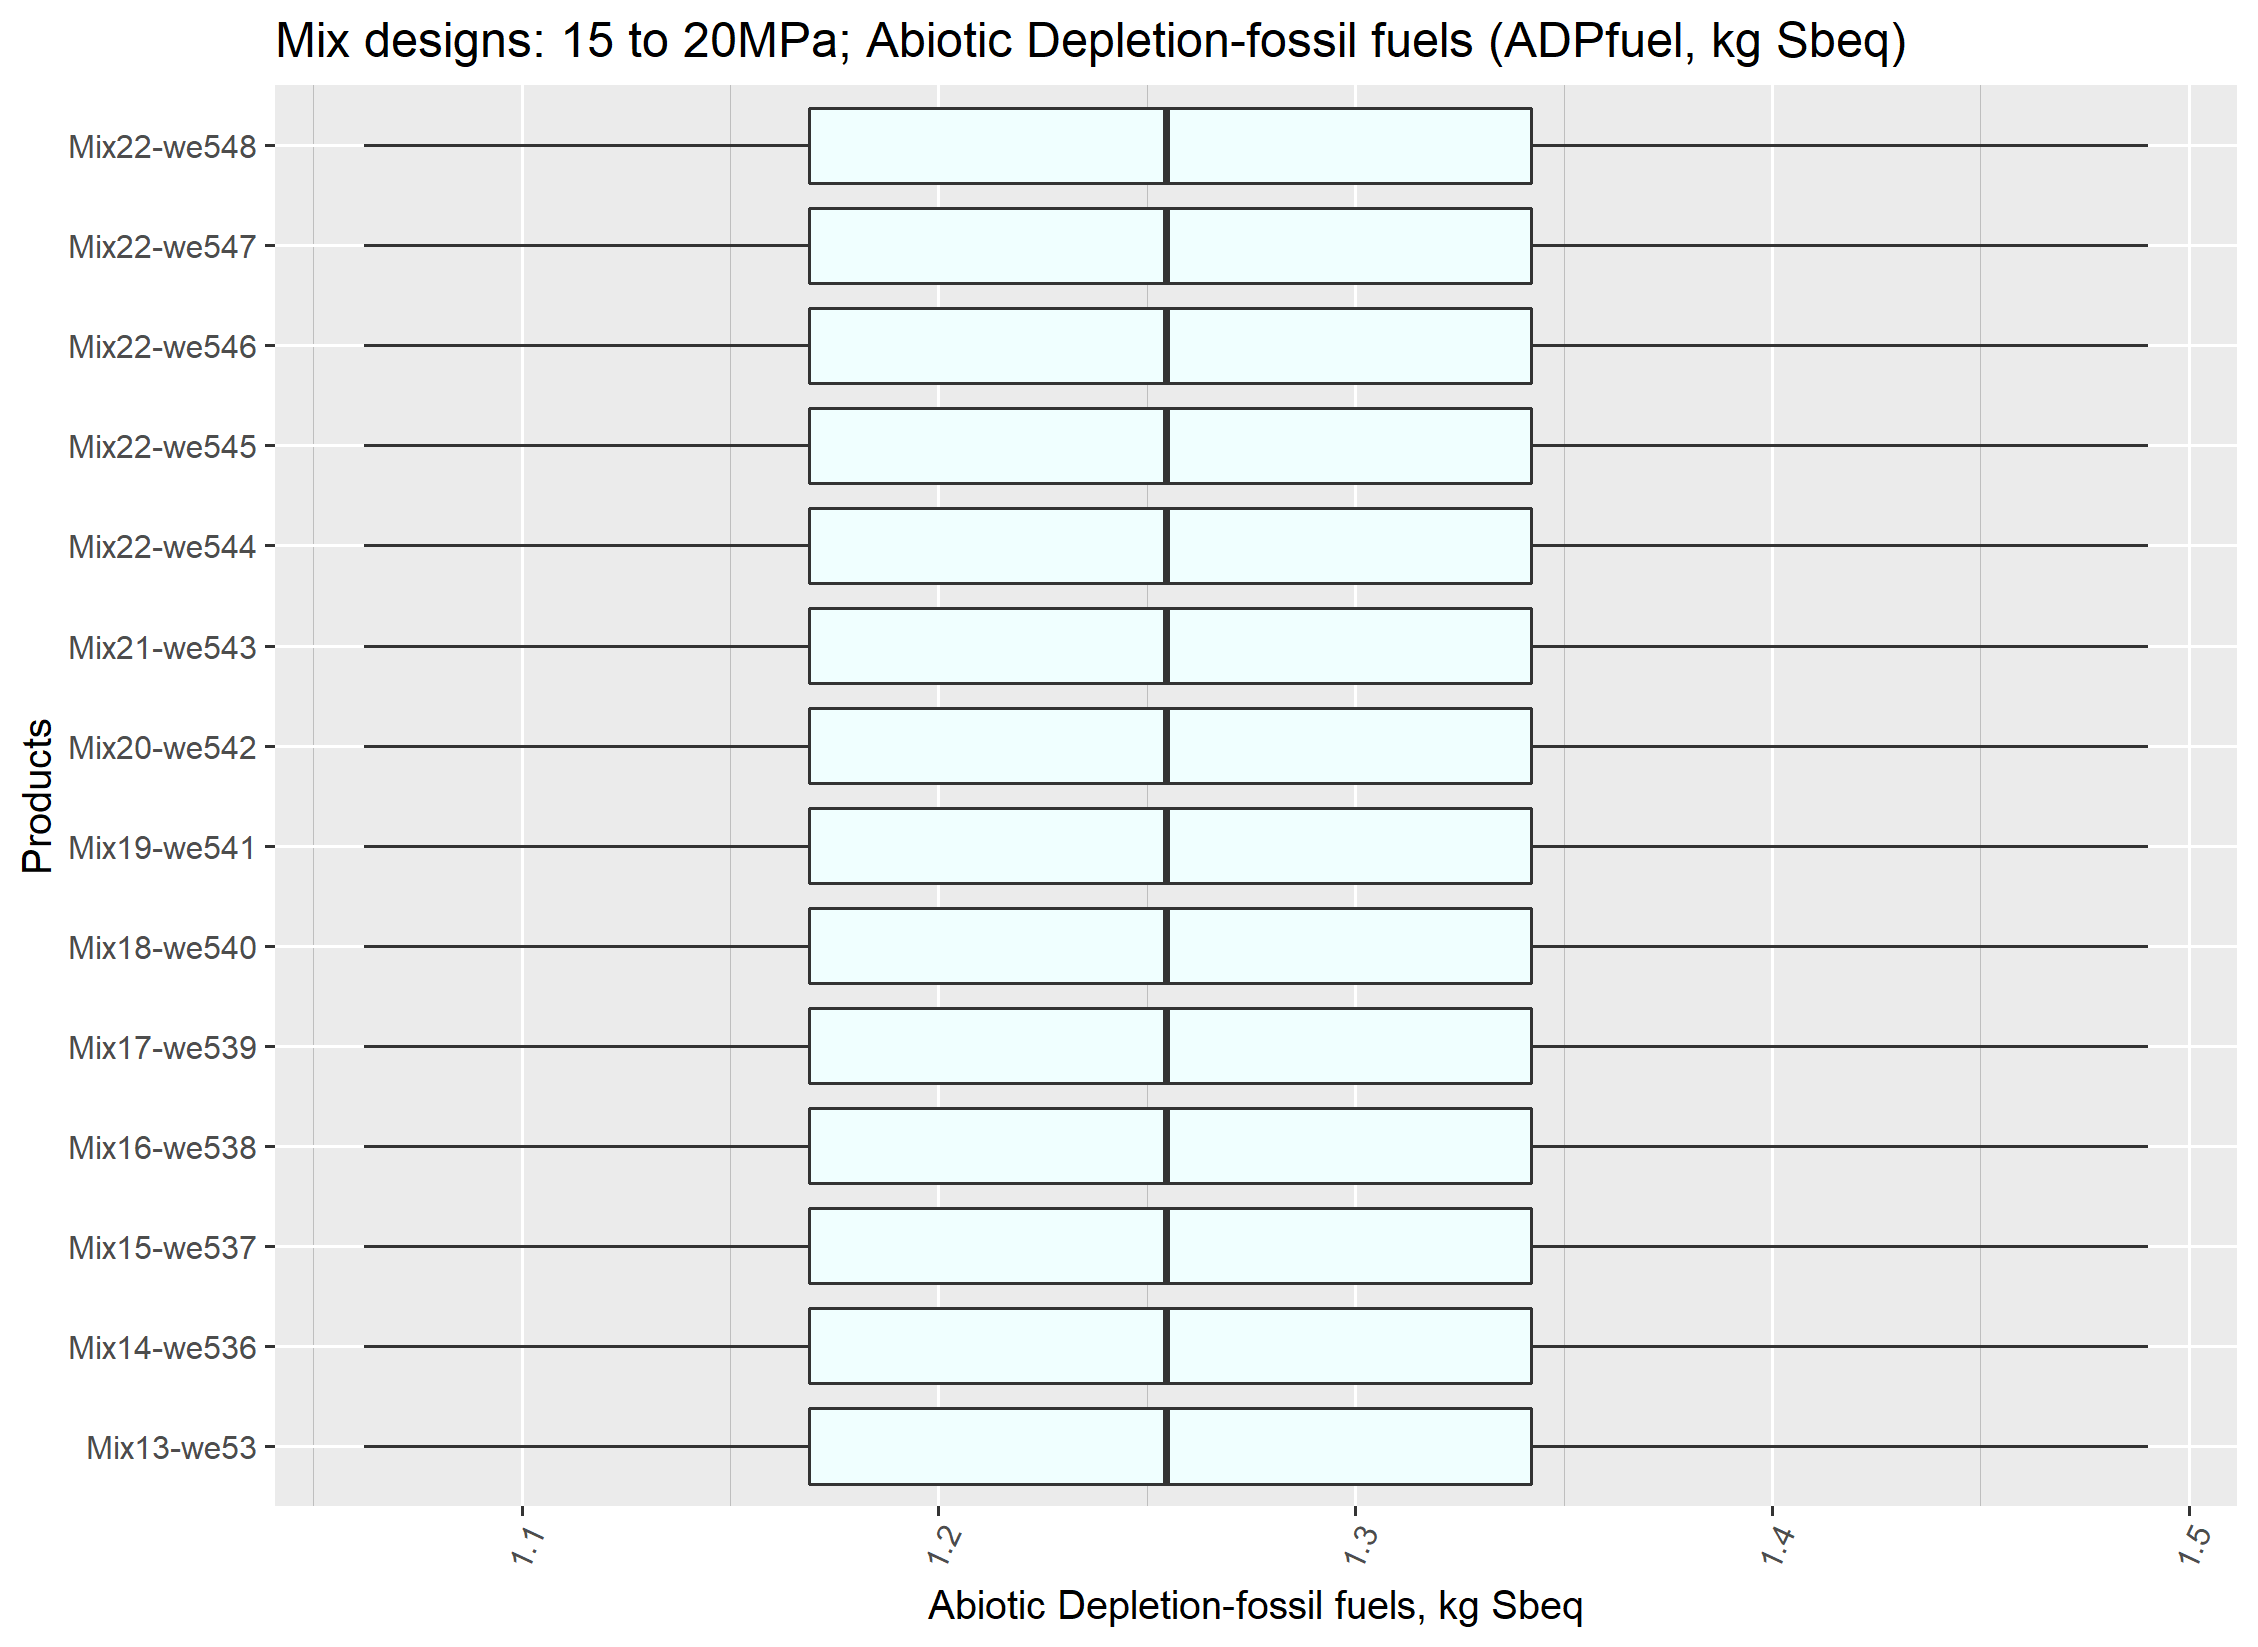 Mix designs: 15 to 20MPa; Abiotic Depletion-fossil fuels (ADPfuel, kg Sbeq)
Products
Mix22-we548
Mix22-we547
Mix22-we546
Mix22-we545
Mix22-we544
Mix21-we543
Mix20-we542
Mix19-we541
Mix18-we540
Mix17-we539
Mix16-we538
Mix15-we537
Mix14-we536
Mix13-we53
1.1 1.2 1.3 1.4 1.5
Abiotic Depletion-fossil fuels, kg Sbeq